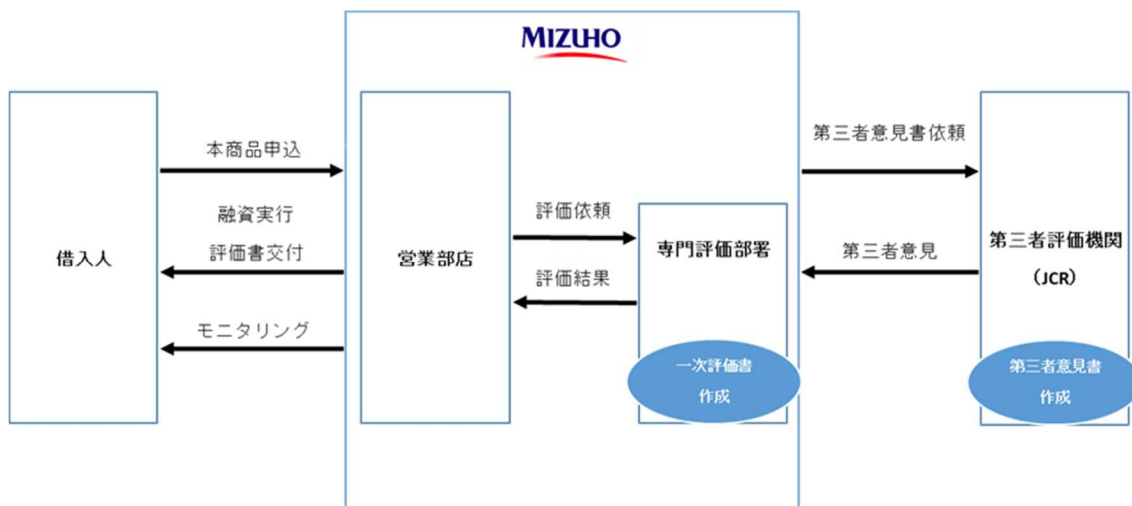 MIZUHO
本商品申込
融資実行
評価書交付
モニタリング
借入人
営業部店
評価依頼
評価結果
専門評価部署
一次評価書
作成
第三者意見書依頼
第三者意見
第三者評価機関
（JCR）
第三者意見書
作成